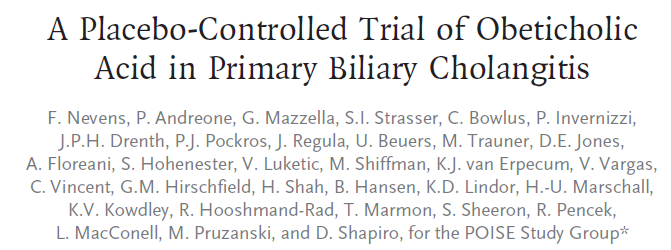 A Placebo-Controlled Trial of Obeticholic
Acid in Primary Biliary Cholangitis
F. Nevens, P. Andreone, G. Mazzella, S.I. Strasser, C. Bowlus, P. Invernizzi,
J.P.H. Drenth, P.J. Pockros, J. Regula, U. Beuers, M. Trauner, D.E. Jones,
A. Floreani, S. Hohenester, V. Luketic, M. Shiffman, K.J. van Erpecum, V. Vargas,
C. Vincent, G.M. Hirschfield, H. Shah, B. Hansen, K.D. Lindor, H.-U. Marschall,
K.V. Kowdley, R. Hooshmand-Rad, T. Marmon, S. Sheeron, R. Pencek,
L. MacConell, M. Pruzanski, and D. Shapiro, for the POISE Study Group*